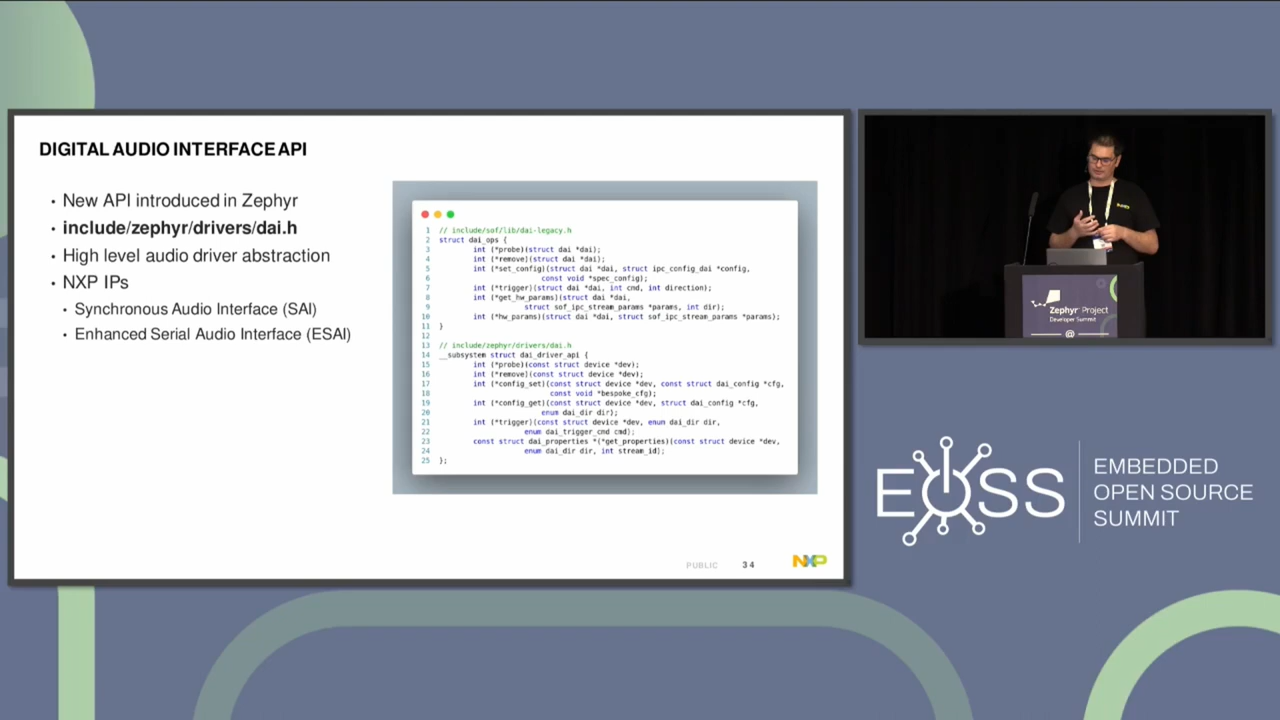 DIGITAL AUDIO INTERFACE API
• New API introduced in Zephyr
• include/zephyr/drivers/dai.h
• High level audio driver abstraction
• NXP IPs
• Synchronous Audio Interface (SAI)
• Enhanced Serial Audio Interface (ESAI)
1 // include/sof/lib/dai-legacy.h
2 struct dai_ops {
3 int (*probe)(struct dai *dai);
4 int (*remove)(struct dai *dai);
5 int (*set_config)(struct dai *dai, struct ipc_config_dai *config,
6 const void *spec_config);
7 int (*trigger)(struct dai *dai, int cmd, int direction);
8 int (*get_hw_params)(struct dai *dai,
9 struct sof_ipc_stream_params *params, int dir);
10 int (*hw_params)(struct dai *dai, struct sof_ipc_stream_params *params);
11 }
12
13 // include/zephyr/drivers/dai.h
14 __subsystem struct dai_driver_api {
15 int (*probe)(const struct device *dev);
16 int (*remove)(const struct device *dev);
17 int (*config_set)(const struct device *dev, const struct dai_config *cfg,
18 const void *bespoke_cfg);
19 int (*config_get)(const struct device *dev, struct dai_config *cfg,
20 enum dai_dir dir);
21 int (*trigger)(const struct device *dev, enum dai_dir dir,
22 enum dai_trigger_cmd cmd);
23 const struct dai_properties *(*get_properties)(const struct device *dev,
24 enum dai_dir dir, int stream_id);
25 };
PUBLIC 34 NXP
NXP
Zephyr Project
Developer Summit
EOSS
EMBEDDED
OPEN SOURCE
SUMMIT